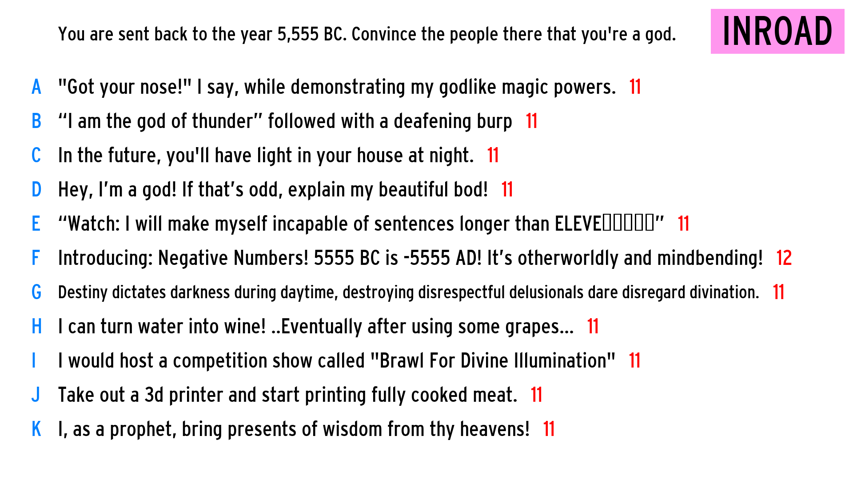 You are sent back to the year 5,555 BC. Convince the people there that you're a god.
INROAD
A "Got your nose!" I say, while demonstrating my godlike magic powers. 11
B “I am the god of thunder” followed with a deafening burp 11
C In the future, you'll have light in your house at night. 11
D Hey, I’m a god! If that’s odd, explain my beautiful bod! 11
E “Watch: I will make myself incapable of sentences longer than ELEVE▯▯▯▯▯” 11
F Introducing: Negative Numbers! 5555 BC is -5555 AD! It’s otherworldly and mindbending! 12
G Destiny dictates darkness during daytime, destroying disrespectful delusionals dare disregard divination. 11
H I can turn water into wine! ..Eventually after using some grapes... 11
I I would host a competition show called "Brawl For Divine Illumination" 11
J Take out a 3d printer and start printing fully cooked meat. 11
K I, as a prophet, bring presents of wisdom from thy heavens! 11